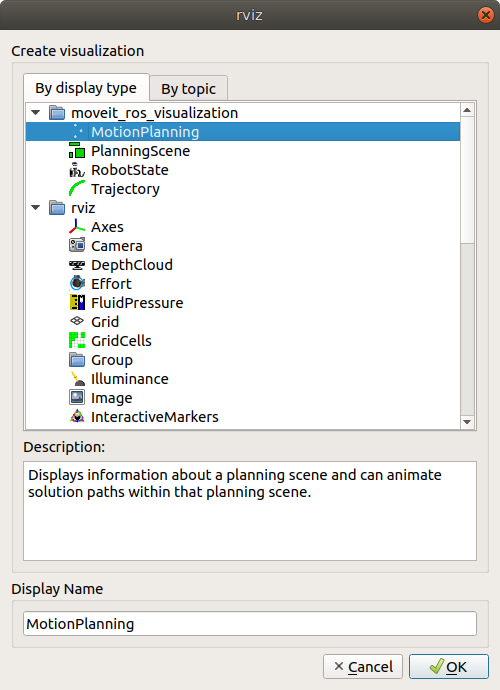 rviz
Create visualization
By display type
By topic
moveit_ros_visualization
MotionPlanning
PlanningScene
RobotState
Trajectory
rviz
Axes
Camera
DepthCloud
Effort
FluidPressure
Grid
GridCells
Group
Illuminance
Image
InteractiveMarkers
Description:
Displays information about a planning scene and can animate
solution paths within that planning scene.
Display Name
MotionPlanning
Cancel
OK